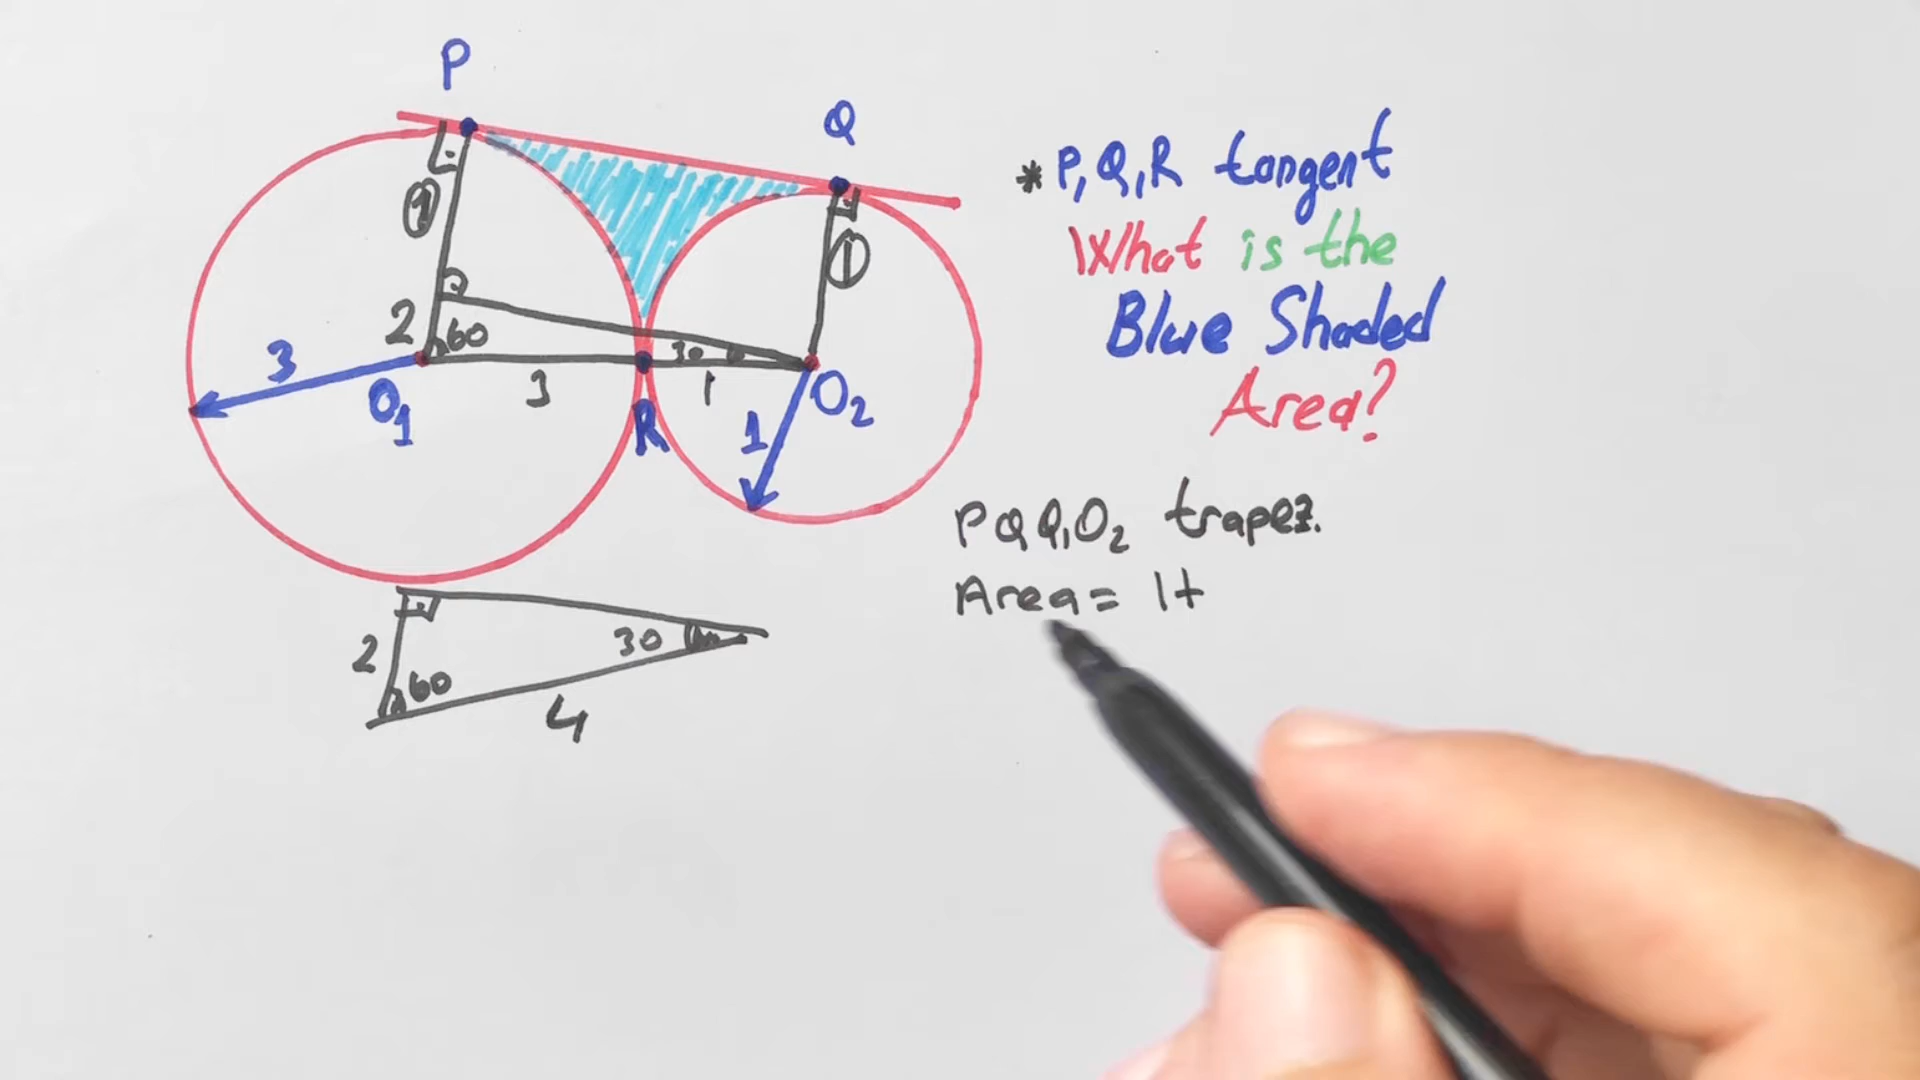 P
Q
* P, Q, R tangent
What is the
Blue Shaded
Area?
1
1
2
60
30
3
3
1
O1
R
O2
1
P Q Q1O2 trapez.
Area = 1+
2
60
30
4